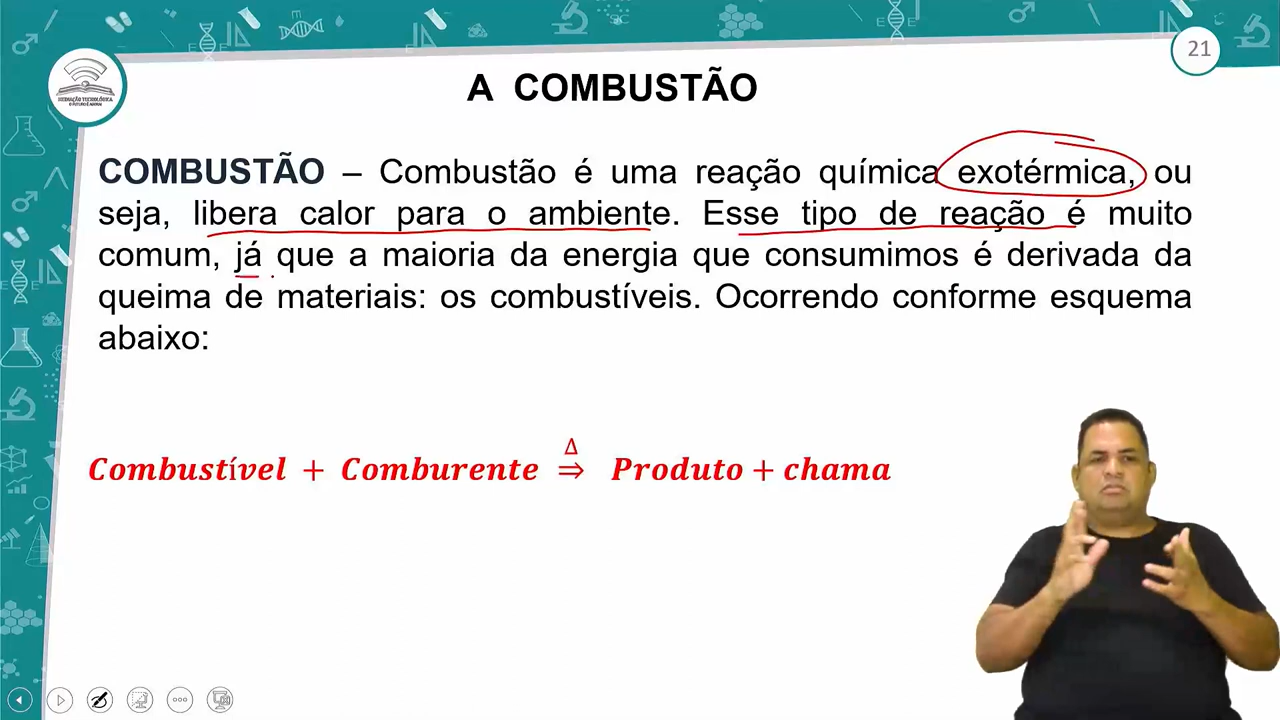 21
MEDIAÇÃO TECNOLÓGICA
A COMBUSTÃO
COMBUSTÃO – Combustão é uma reação química exotérmica, ou
seja, libera calor para o ambiente. Esse tipo de reação é muito
comum, já que a maioria da energia que consumimos é derivada da
queima de materiais: os combustíveis. Ocorrendo conforme esquema
abaixo:
Combustível + Comburente Δ⇒ Produto + chama